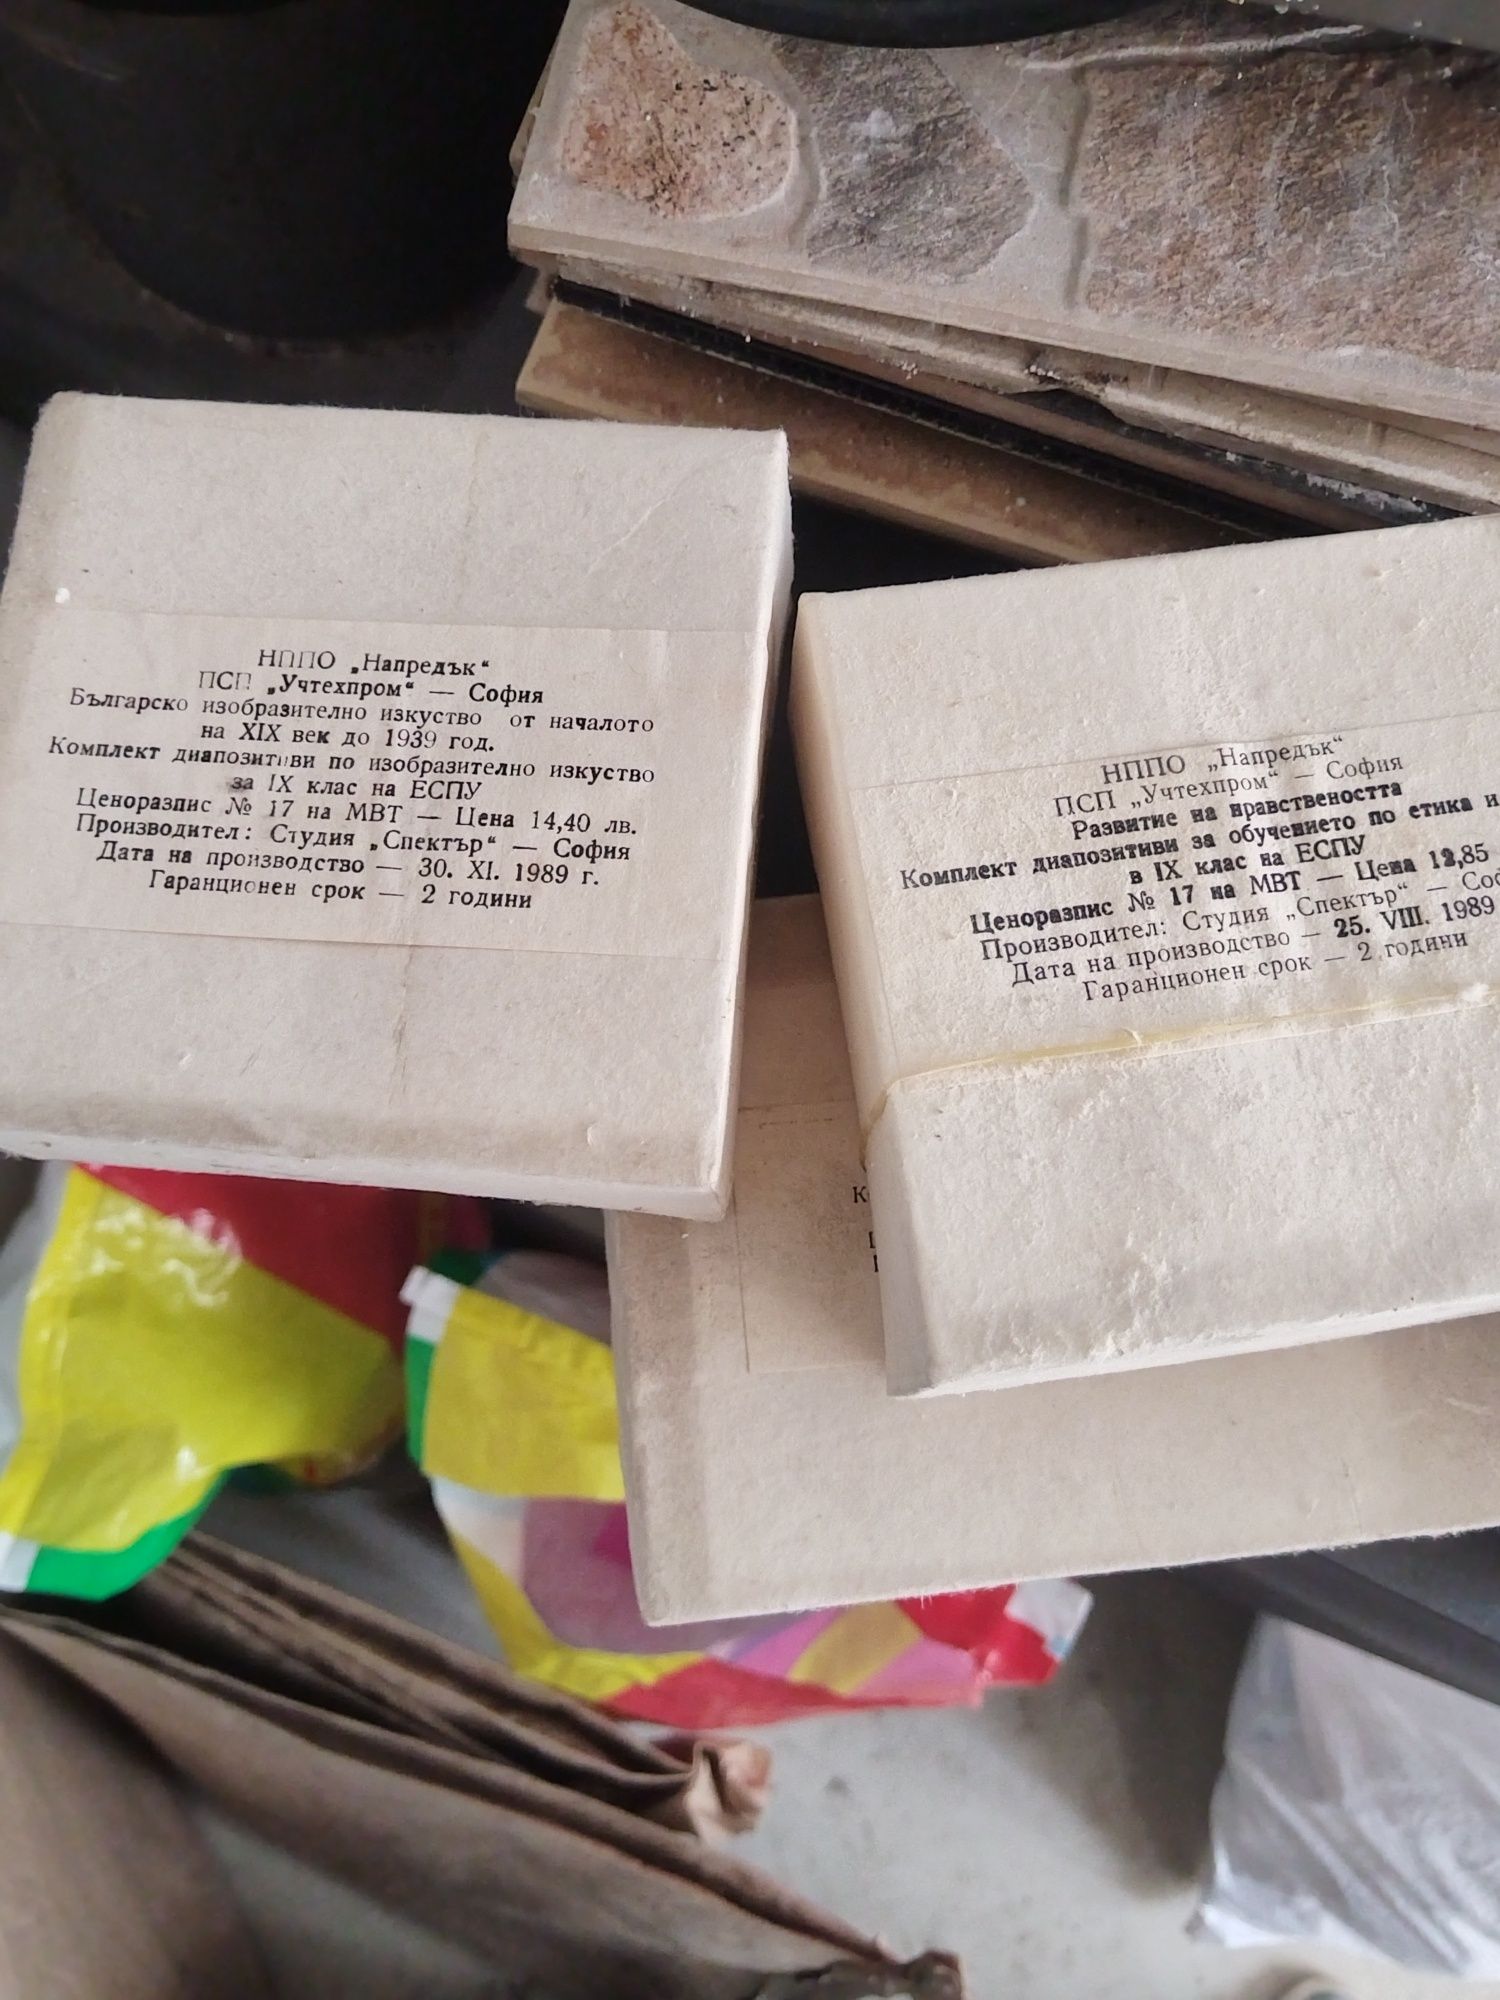 НППО „Напредък“
ПСП „Учтехпром“ — София
Българско изобразително изкуство от началото
на XIX век до 1939 год.
Комплект диапозитиви по изобразително изкуство
за IX клас на ЕСПУ
Ценоразпис № 17 на МВТ — Цена 14,40 лв.
Производител: Студия „Спектър“ — София
Дата на производство — 30. XI. 1989 г.
Гаранционен срок — 2 години
НППО „Напредък“
ПСП „Учтехпром“ — София
Развитие на нравствеността
Комплект диапозитиви за обучението по етика и
в IX клас на ЕСПУ
Ценоразпис № 17 на МВТ — Цена 12,85
Производител: Студия „Спектър“ — Соф
Дата на производство — 25. VIII. 1989
Гаранционен срок — 2 години